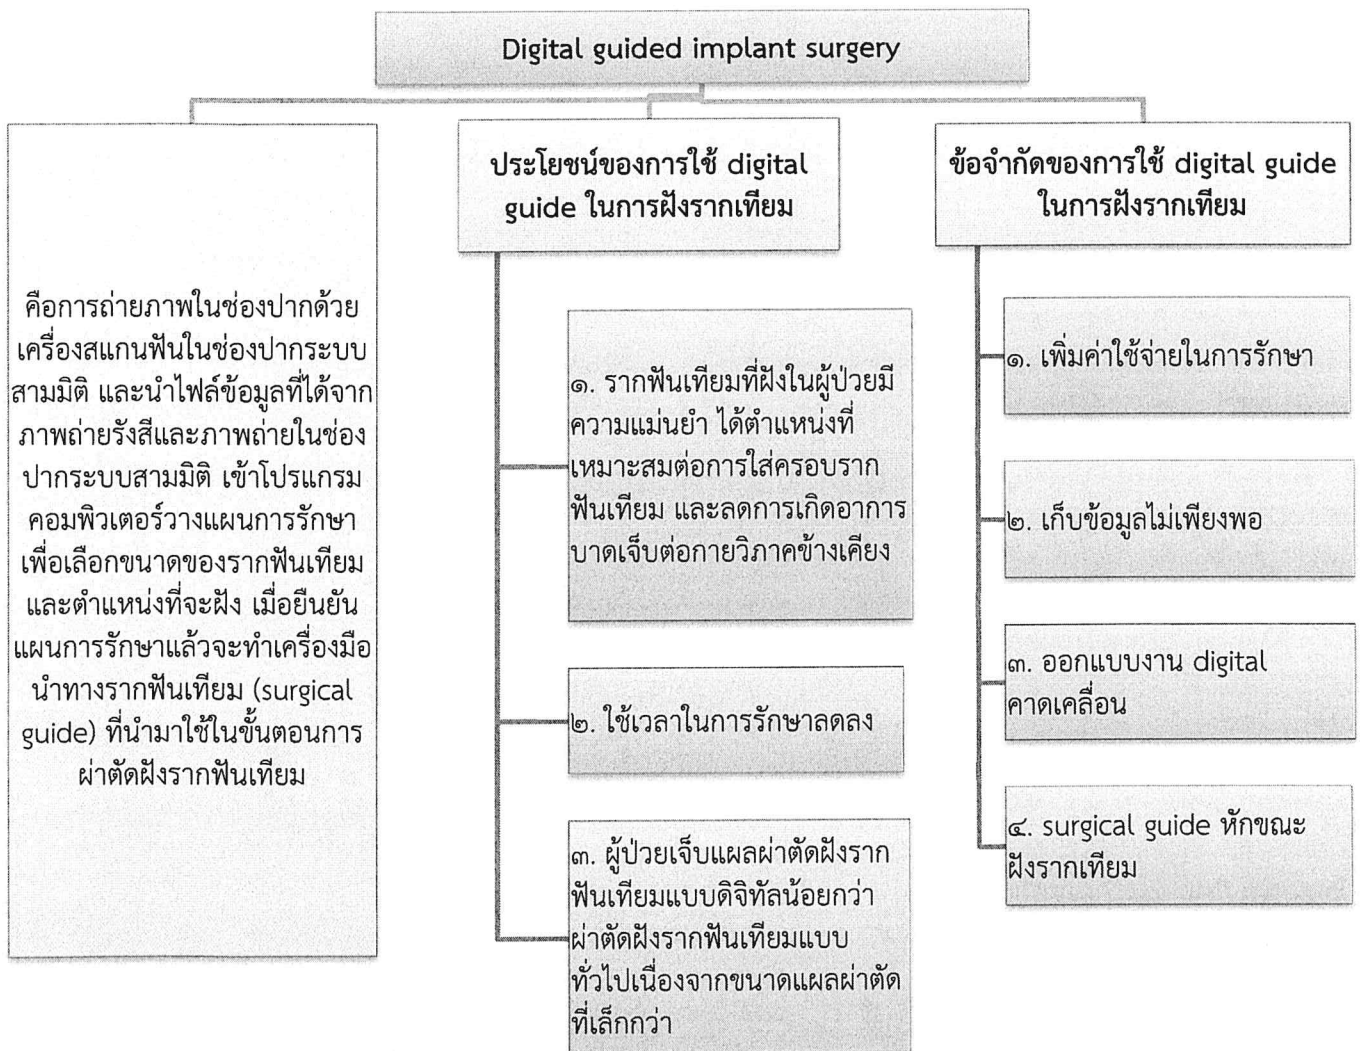 Digital guided implant surgery
คือการถ่ายภาพในช่องปากด้วย
เครื่องสแกนฟันในช่องปากระบบ
สามมิติ และนำไฟล์ข้อมูลที่ได้จาก
ภาพถ่ายรังสีและภาพถ่ายในช่อง
ปากระบบสามมิติ เข้าโปรแกรม
คอมพิวเตอร์วางแผนการรักษา
เพื่อเลือกขนาดของรากฟันเทียม
และตำแหน่งที่จะฝัง เมื่อยืนยัน
แผนการรักษาแล้วจะทำเครื่องมือ
นำทางรากฟันเทียม (surgical
guide) ที่นำมาใช้ในขั้นตอนการ
ผ่าตัดฝังรากฟันเทียม
ประโยชน์ของการใช้ digital
guide ในการฝังรากเทียม
๑. รากฟันเทียมที่ฝังในผู้ป่วยมี
ความแม่นยำ ได้ตำแหน่งที่
เหมาะสมต่อการใส่ครอบราก
ฟันเทียม และลดการเกิดอาการ
บาดเจ็บต่อกายวิภาคข้างเคียง
๒. ใช้เวลาในการรักษาลดลง
๓. ผู้ป่วยเจ็บแผลผ่าตัดฝังราก
ฟันเทียมแบบดิจิทัลน้อยกว่า
ผ่าตัดฝังรากฟันเทียมแบบ
ทั่วไปเนื่องจากขนาดแผลผ่าตัด
ที่เล็กกว่า
ข้อจำกัดของการใช้ digital guide
ในการฝังรากเทียม
๑. เพิ่มค่าใช้จ่ายในการรักษา
๒. เก็บข้อมูลไม่เพียงพอ
๓. ออกแบบงาน digital
คาดเคลื่อน
๔. surgical guide หักขณะ
ฝังรากเทียม